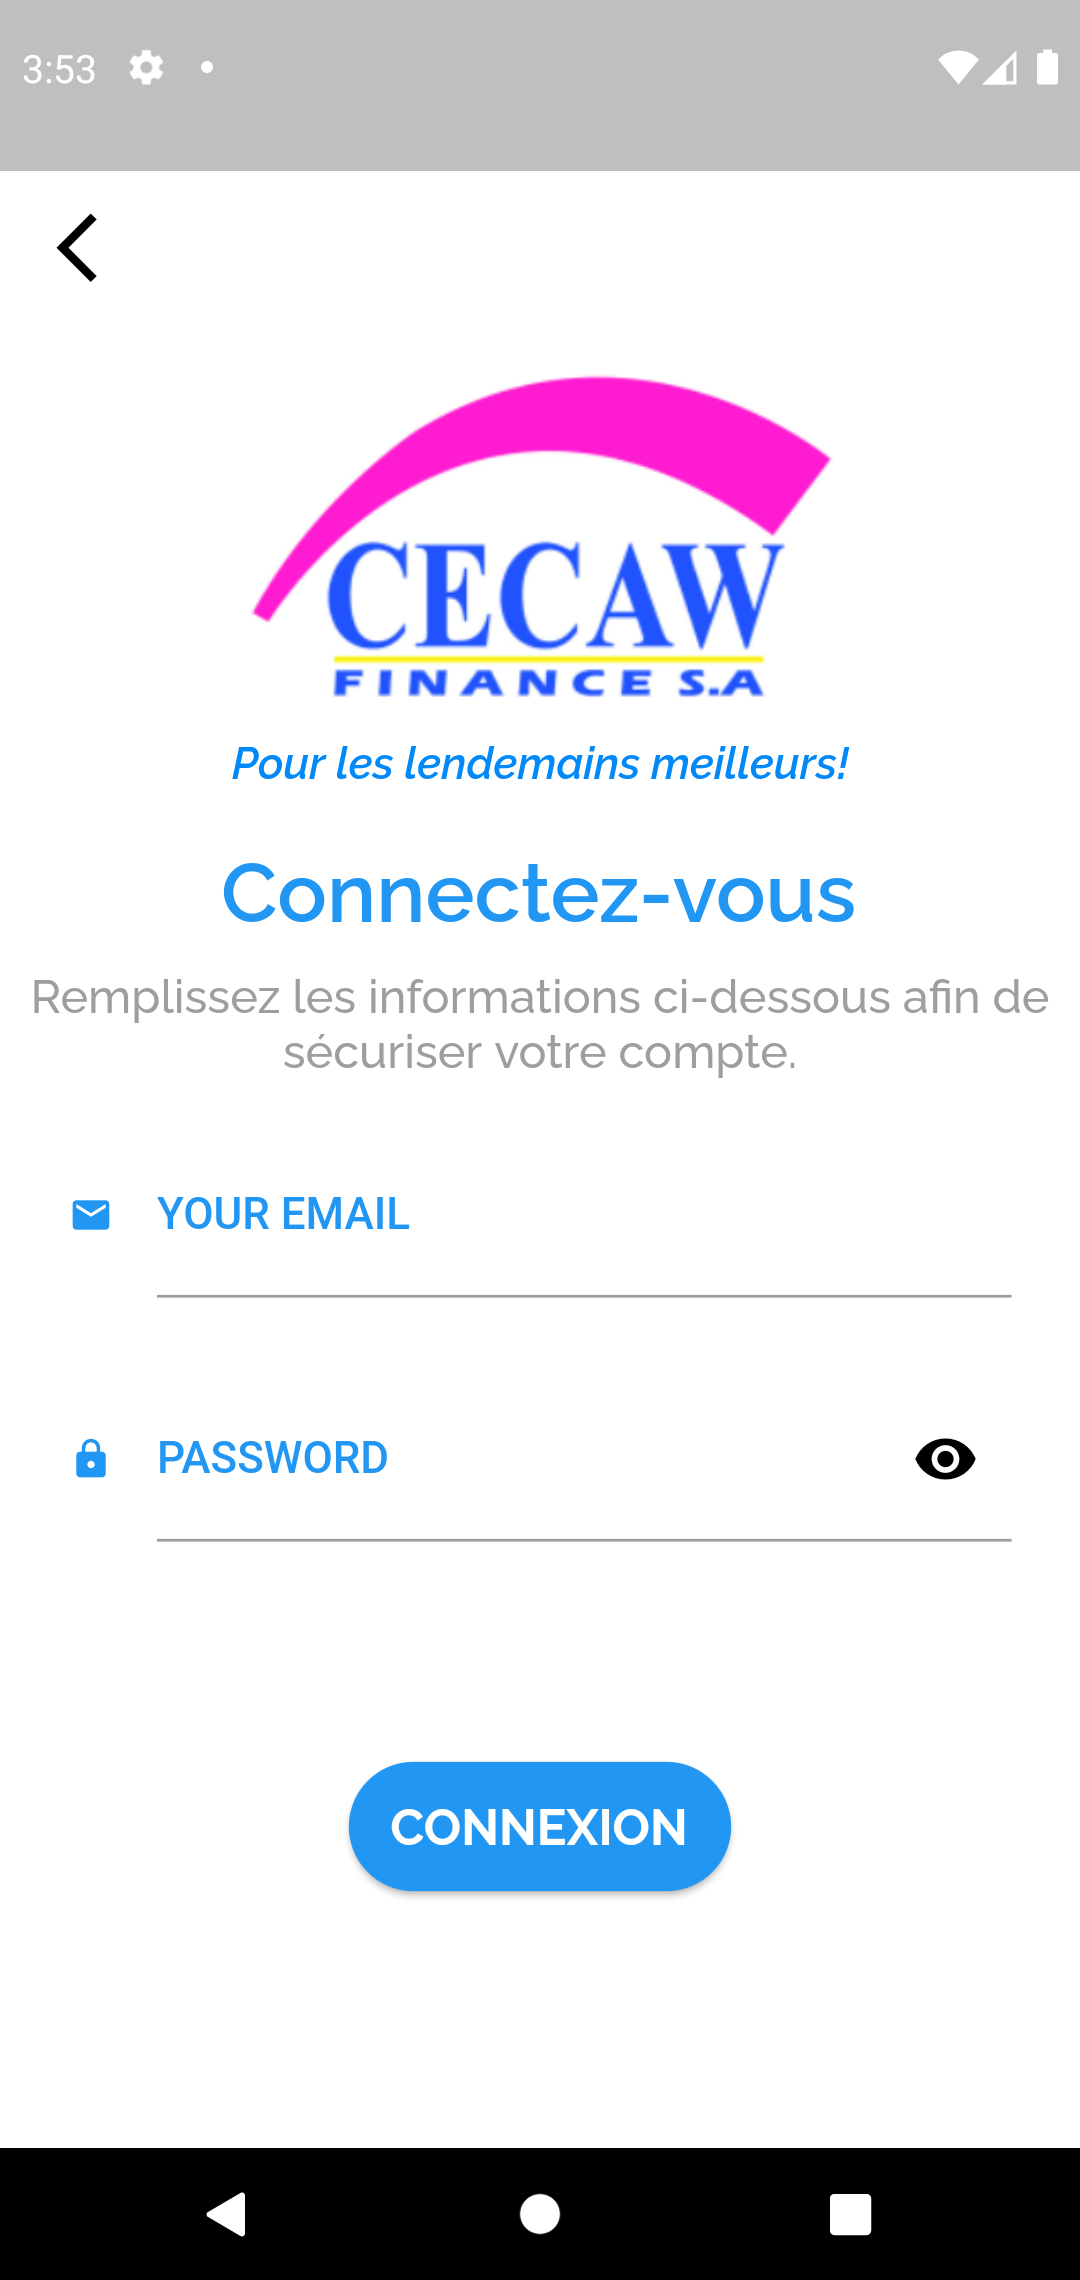 3:53
CECAW
FINANCE S.A
Pour les lendemains meilleurs!
Connectez-vous
Remplissez les informations ci-dessous afin de
sécuriser votre compte.
YOUR EMAIL
PASSWORD
CONNEXION